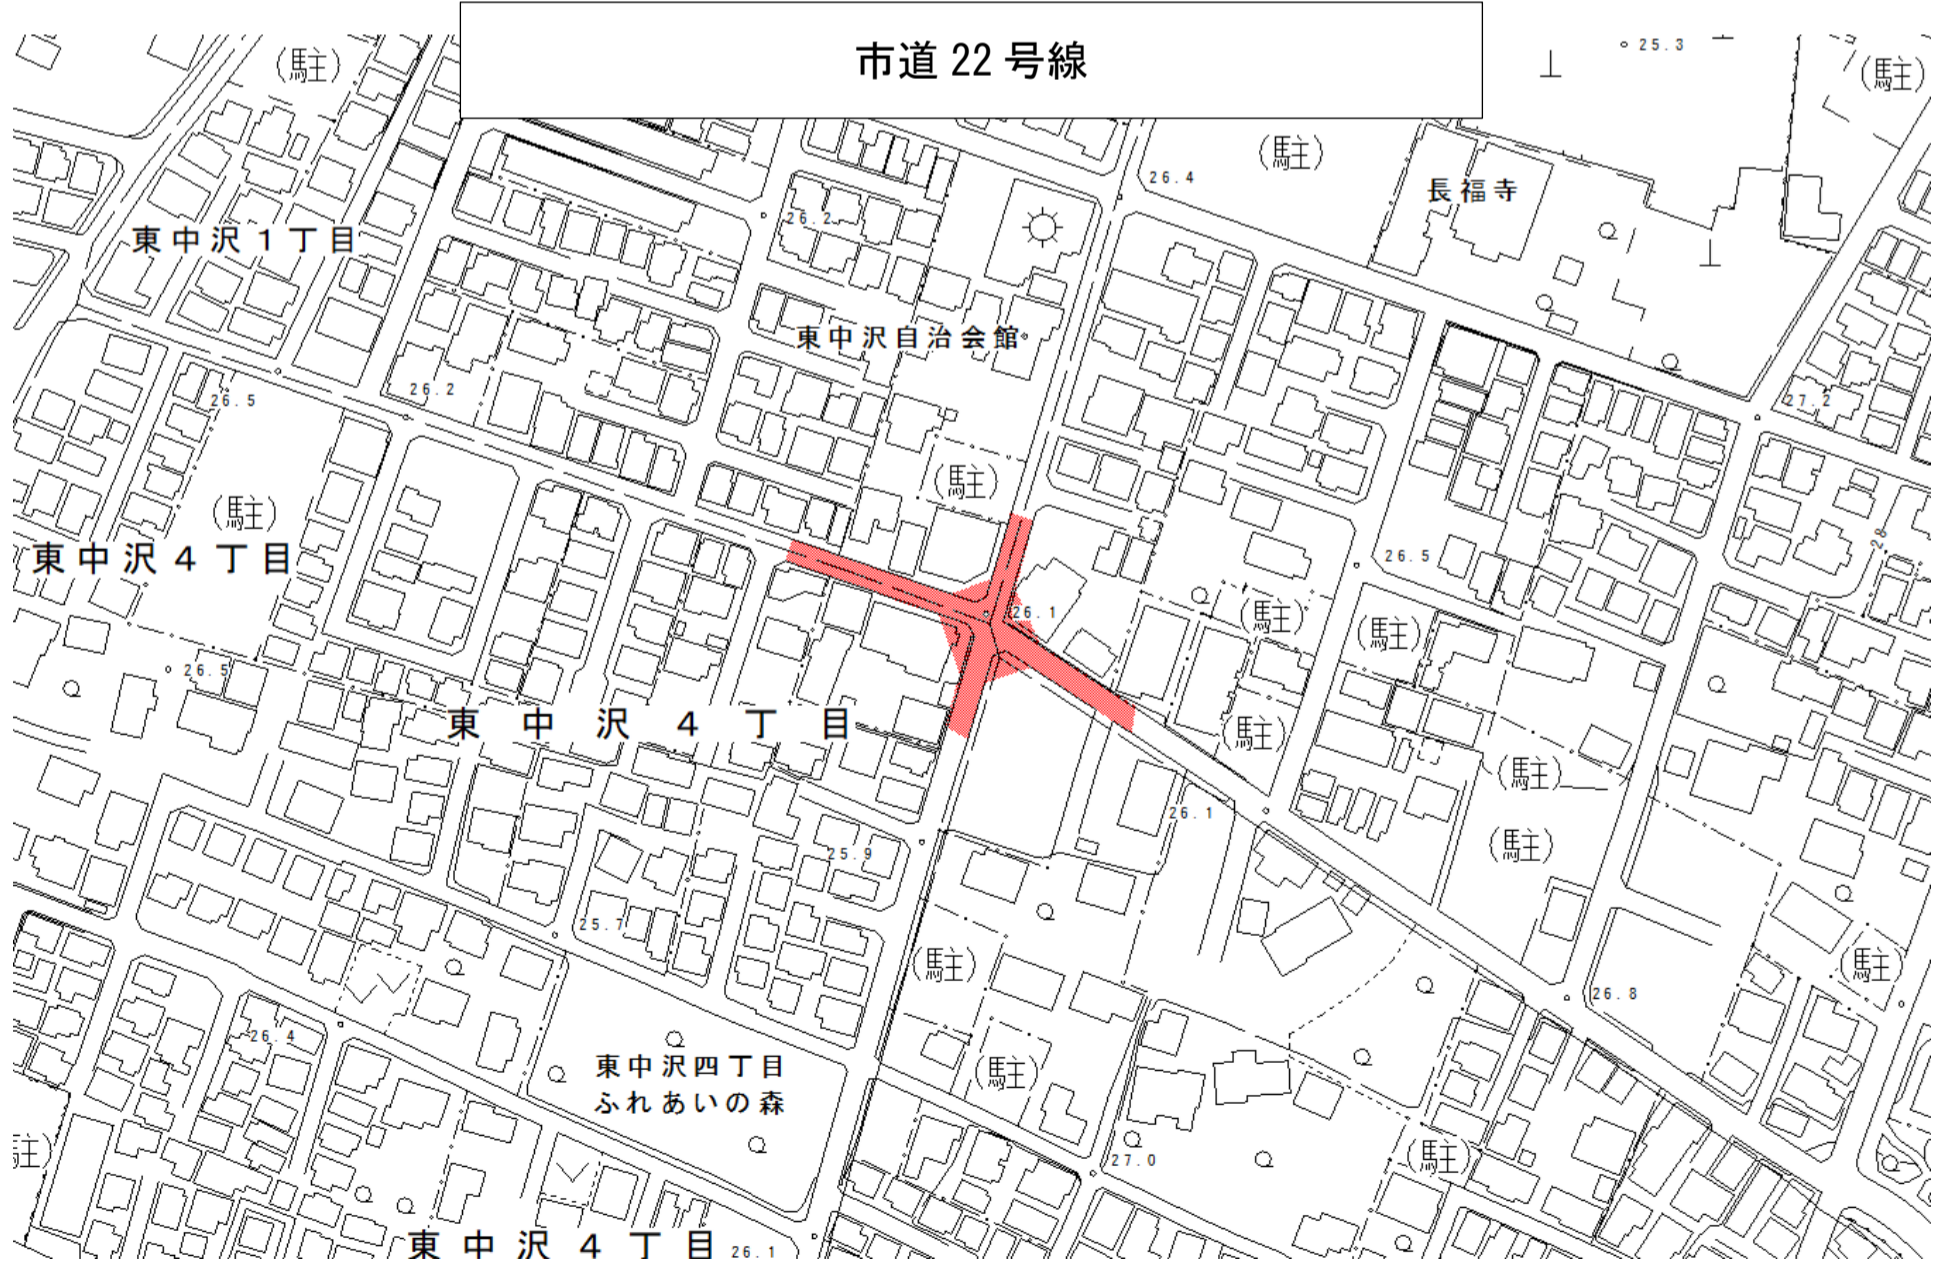 市道 22 号線
25.3
(駐)
(駐)
(駐)
26.4
長福寺
26.2
東中沢1丁目
東中沢自治会館
26.2
26.5
27.2
(駐)
(駐)
28.
東中沢4丁目
26.5
26.1
(駐)
(駐)
26.5
東中沢4丁目
(駐)
(駐)
26.1
(駐)
25.9
25.7
(駐)
(駐)
26.8
26.4
東中沢四丁目
ふれあいの森
(駐)
駐)
27.0
(駐)
東中沢4丁目
26.1